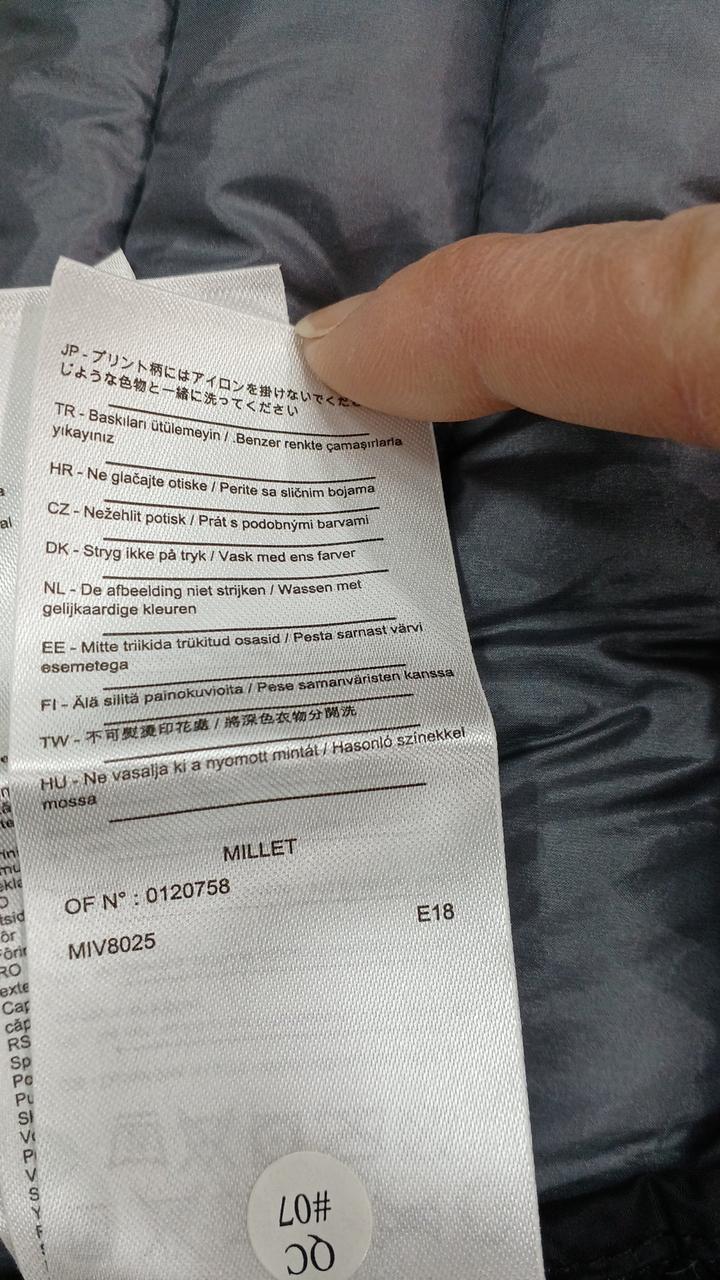 JP - プリント柄にはアイロンを掛けないでくだ
じような色物と一緒に洗ってください
TR - Baskıları ütülemeyin / .Benzer renkte çamaşırlarla
yıkayınız
HR - Ne glačajte otiske / Perite sa sličnim bojama
CZ - Nežehlit potisk / Prát s podobnými barvami
DK - Stryg ikke på tryk / Vask med ens farver
NL - De afbeelding niet strijken / Wassen met
gelijkaardige kleuren
EE - Mitte triikida trükitud osasid / Pesta sarnast värvi
esemetega
FI - Älä silitä painokuvioita / Pese samanväristen kanssa
TW - 不可熨燙印花處 / 將深色衣物分開洗
HU - Ne vasalja ki a nyomott mintát / Hasonló színekkel
mossa
MILLET
OF N° : 0120758
E18
MIV8025
QC
#07